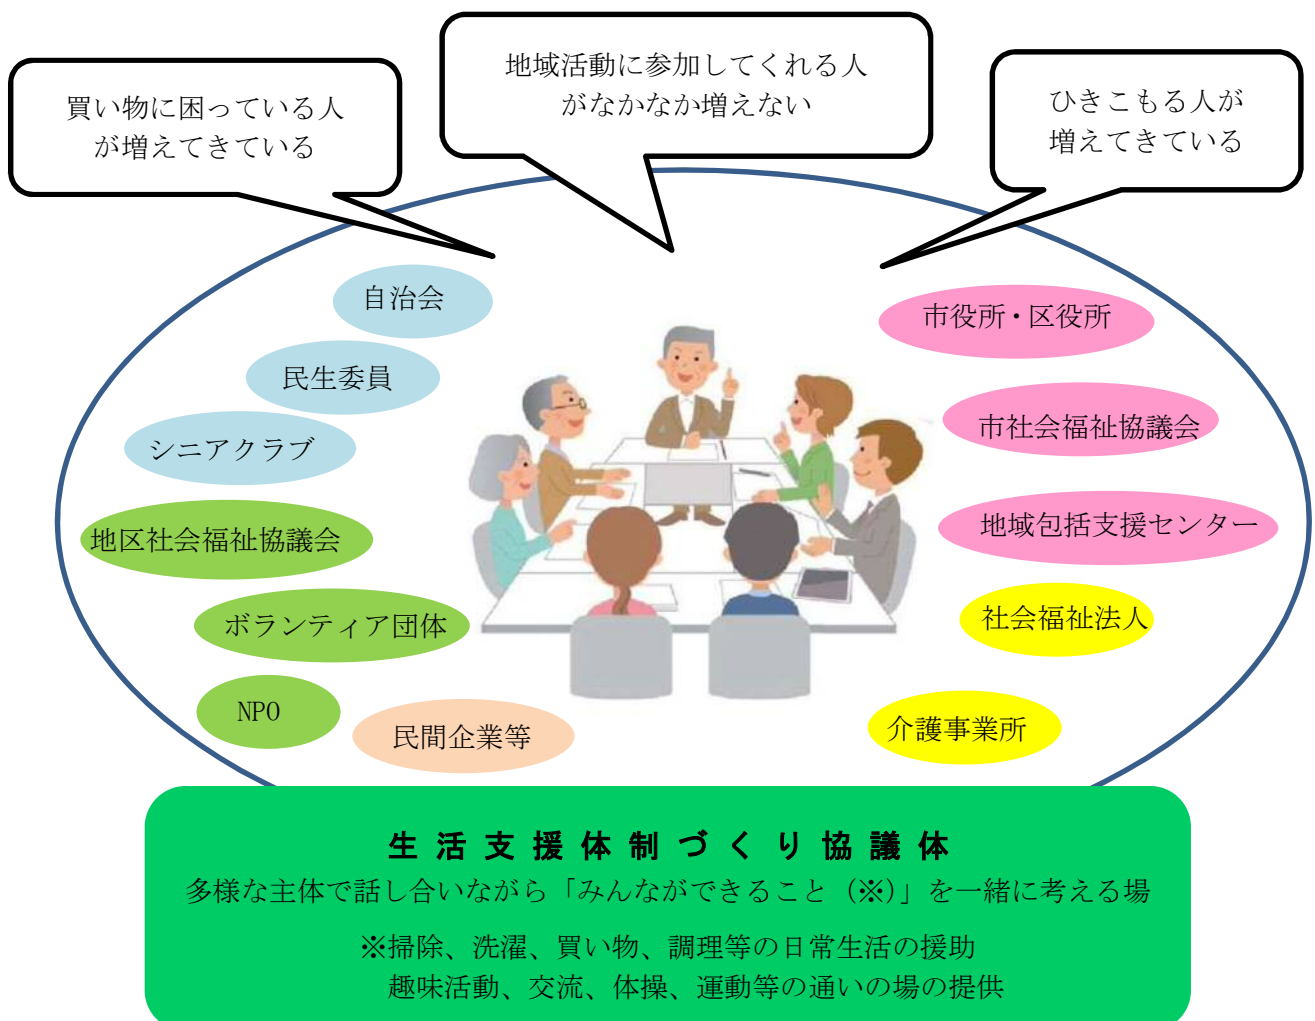 地域活動に参加してくれる人
がなかなか増えない
買い物に困っている人
が増えてきている
ひきこもる人が
増えてきている
自治会
民生委員
シニアクラブ
地区社会福祉協議会
ボランティア団体
NPO
民間企業等
市役所・区役所
市社会福祉協議会
地域包括支援センター
社会福祉法人
介護事業所
生活支援体制づくり協議体
多様な主体で話し合いながら「みんなができること（※）」を一緒に考える場
※掃除、洗濯、買い物、調理等の日常生活の援助
趣味活動、交流、体操、運動等の通いの場の提供